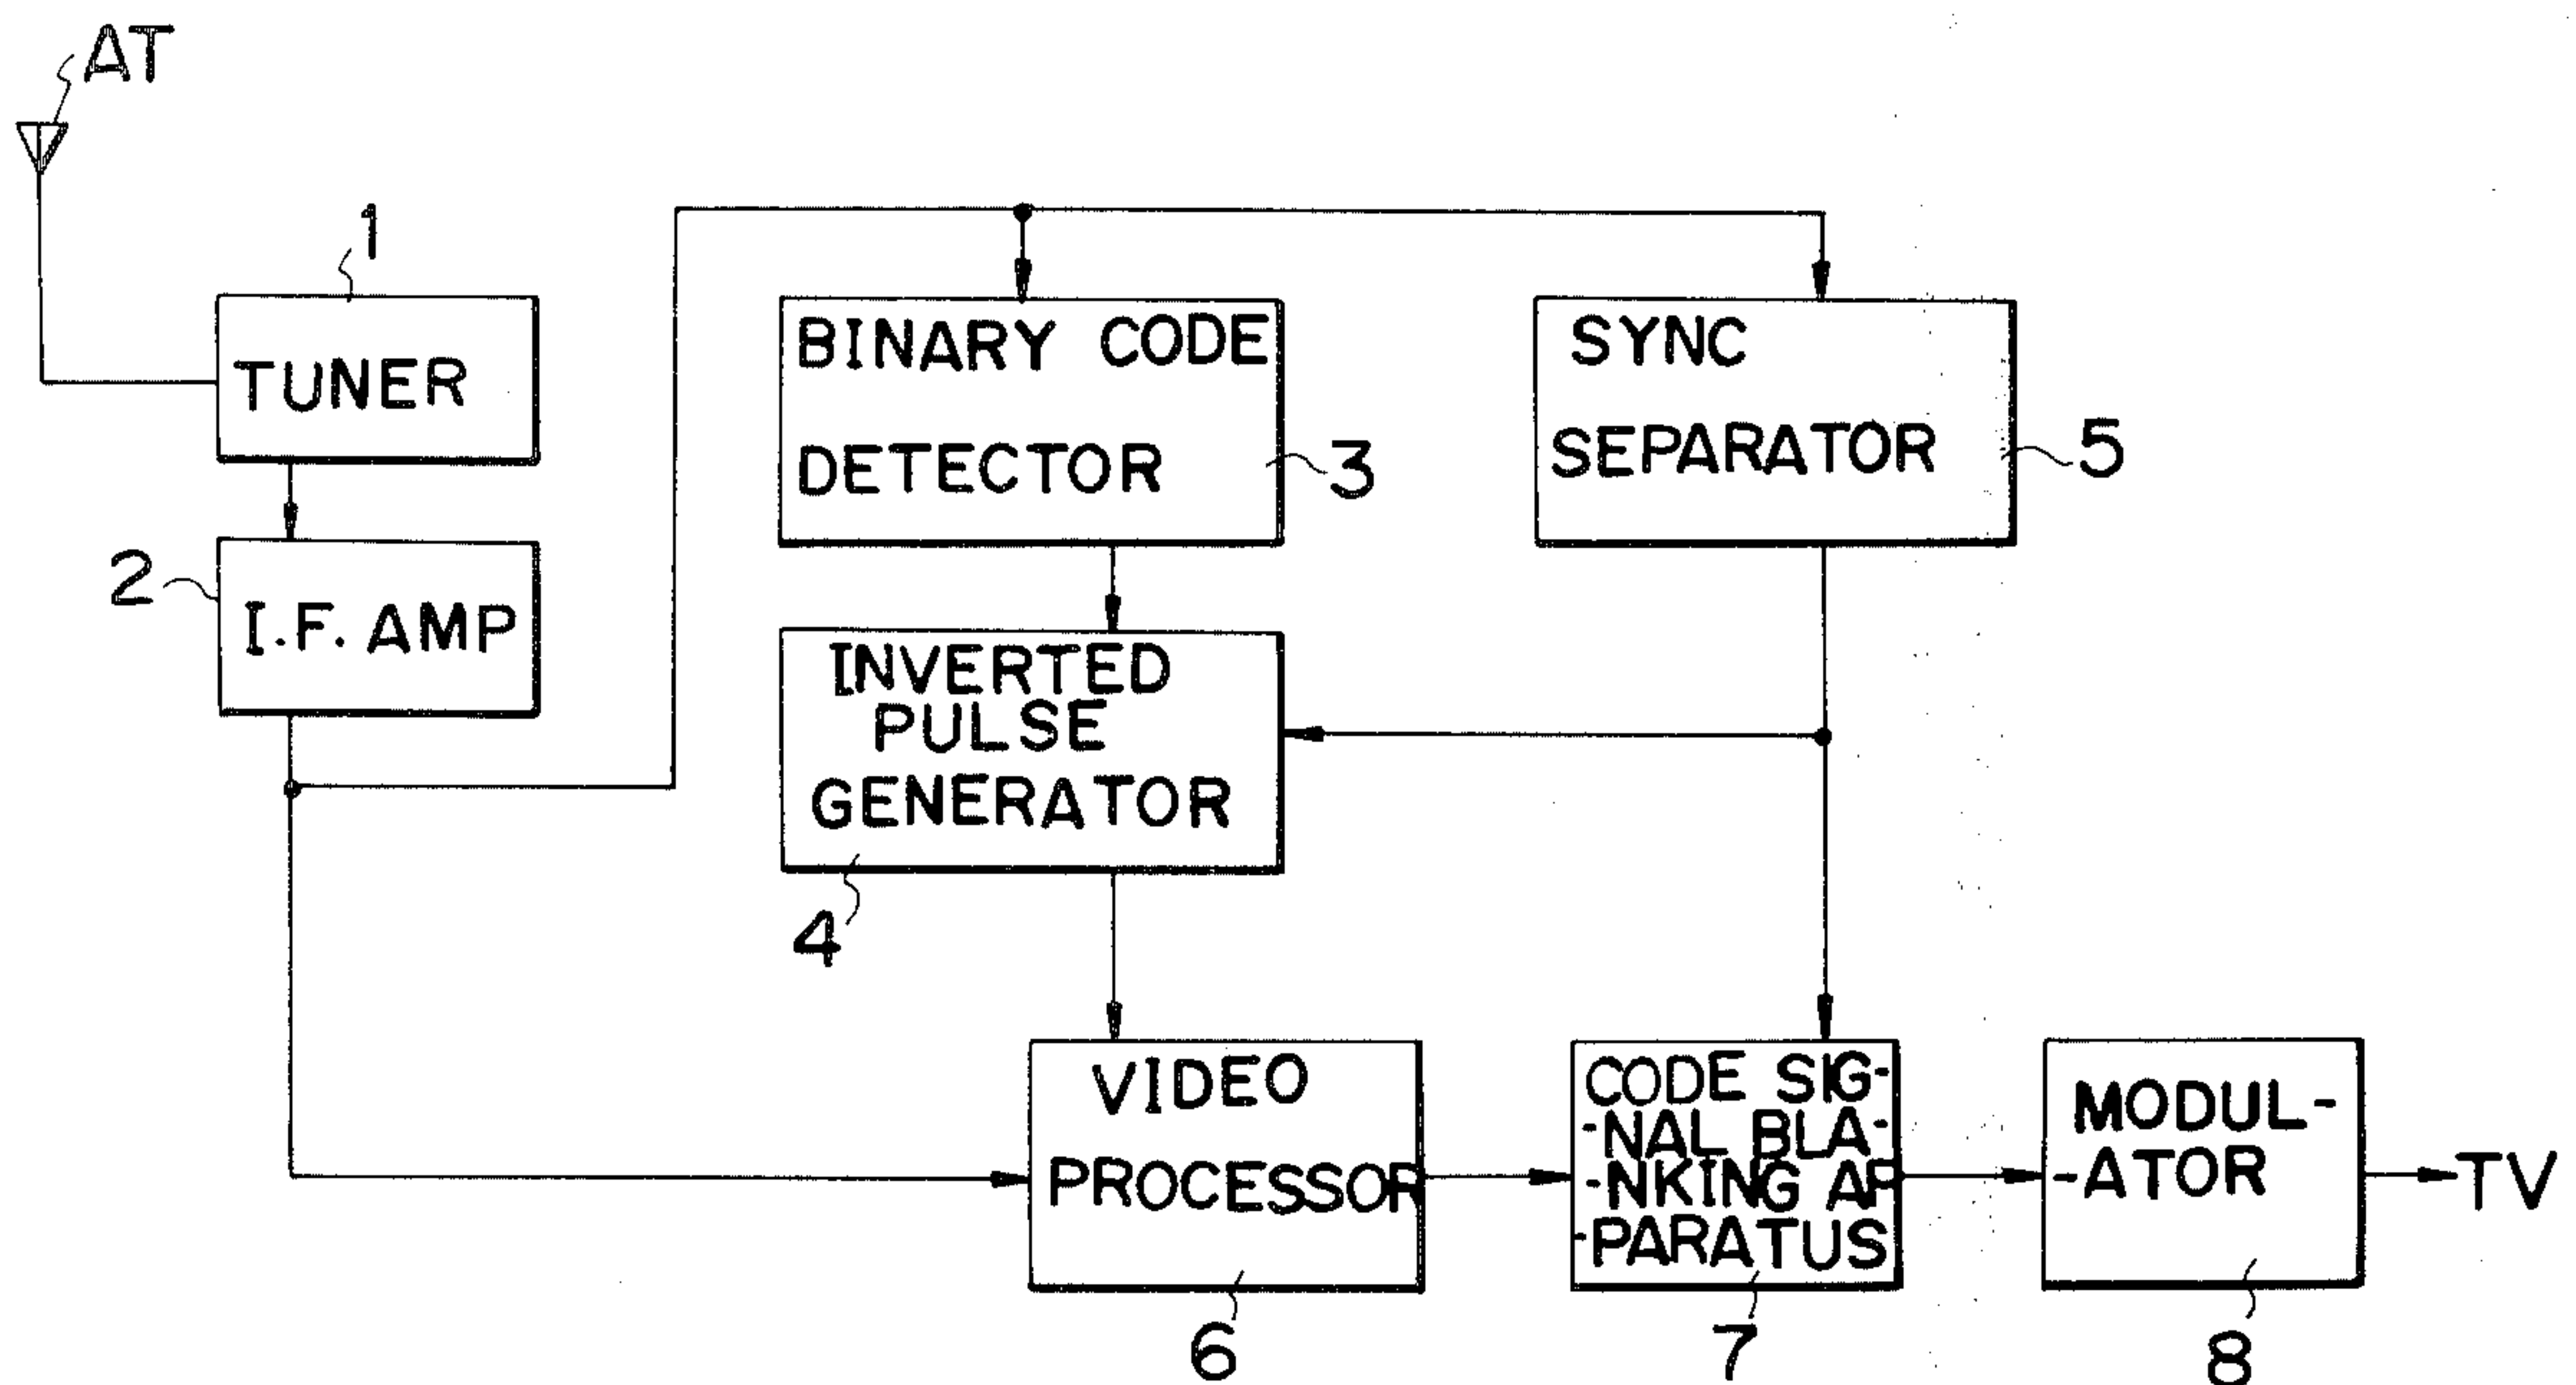 AT
1
TUNER
2
I.F. AMP
BINARY CODE
DETECTOR
3
SYNC
SEPARATOR
5
INVERTED
PULSE
GENERATOR
4
VIDEO
PROCESSOR
6
CODE SIG-
-NAL BLA-
-NKING AP
-PARATUS
7
MODUL-
-ATOR
8
TV